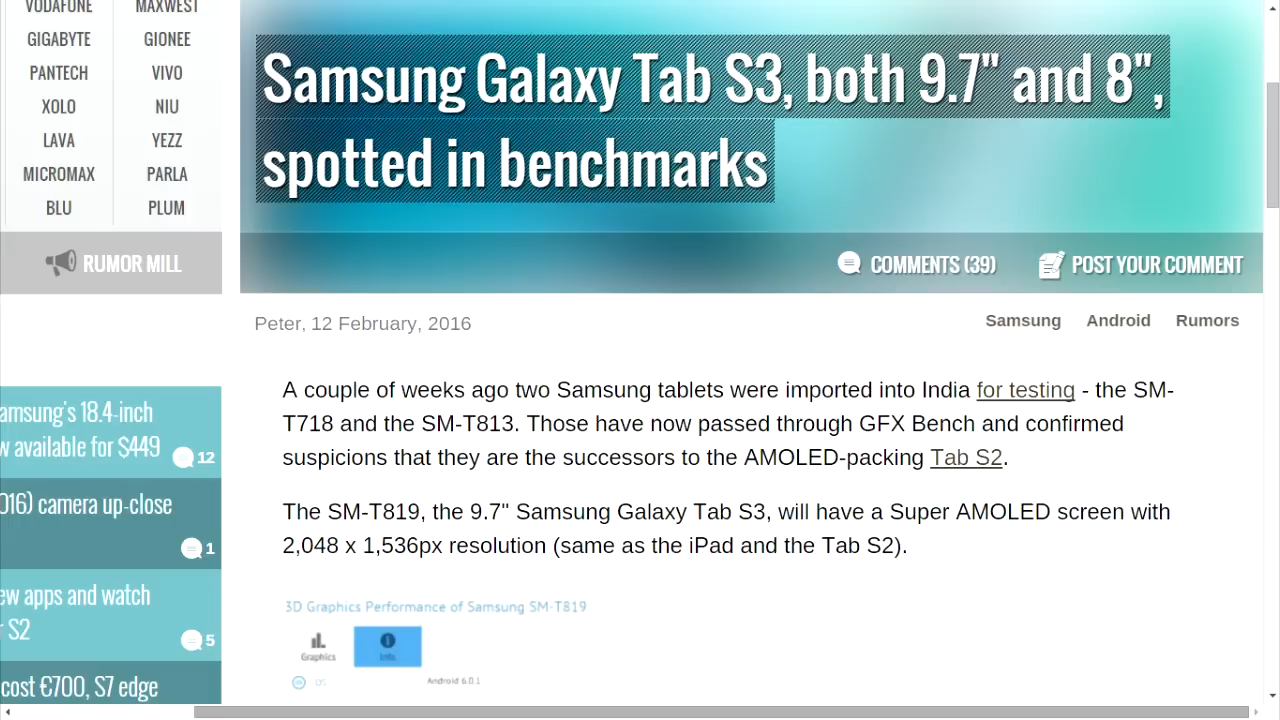 VODAFONE MAXWEST
GIGABYTE GIONEE
PANTECH VIVO
XOLO NIU
LAVA YEZZ
MICROMAX PARLA
BLU PLUM
RUMOR MILL
amsung's 18.4-inch
w available for $449
12
016) camera up-close
1
ew apps and watch
r S2
5
cost €700, S7 edge
Samsung Galaxy Tab S3, both 9.7" and 8",
spotted in benchmarks
COMMENTS (39) POST YOUR COMMENT
Peter, 12 February, 2016
Samsung Android Rumors
A couple of weeks ago two Samsung tablets were imported into India for testing - the SM-
T718 and the SM-T813. Those have now passed through GFX Bench and confirmed
suspicions that they are the successors to the AMOLED-packing Tab S2.
The SM-T819, the 9.7" Samsung Galaxy Tab S3, will have a Super AMOLED screen with
2,048 x 1,536px resolution (same as the iPad and the Tab S2).
3D Graphics Performance of Samsung SM-T819
Graphics Info
OS Android 6.0.1